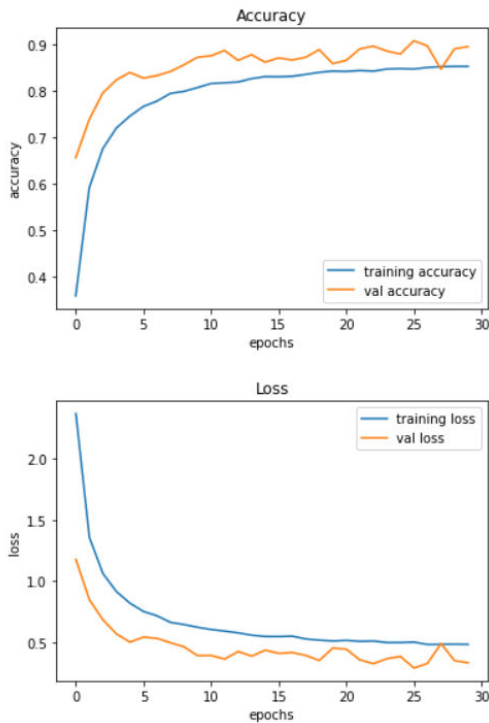 Accuracy
0.9
0.8
0.7
0.6
0.5
0.4
accuracy
training accuracy
val accuracy
0 5 10 15 20 25 30
epochs
Loss
2.0
1.5
1.0
0.5
loss
training loss
val loss
0 5 10 15 20 25 30
epochs